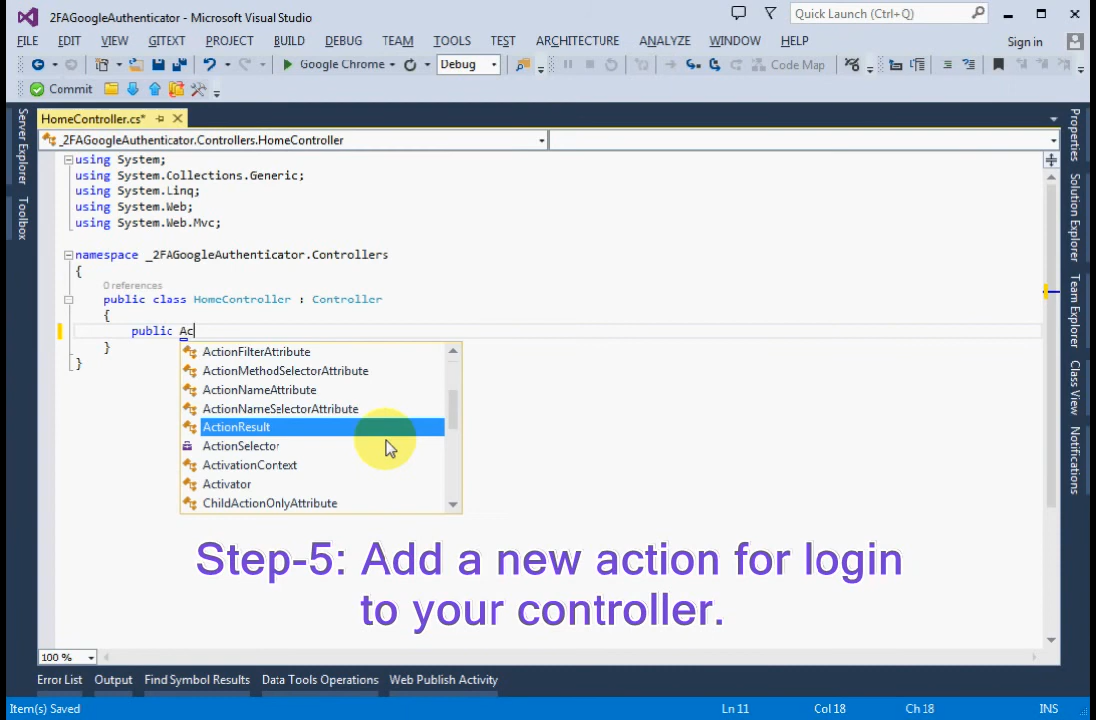 2FAGoogleAuthenticator - Microsoft Visual Studio
Quick Launch (Ctrl+Q)
FILE EDIT VIEW GITEXT PROJECT BUILD DEBUG TEAM TOOLS TEST ARCHITECTURE ANALYZE WINDOW HELP
Sign in
Google Chrome
Debug
Code Map
Commit
Server Explorer
Toolbox
HomeController.cs*
_2FAGoogleAuthenticator.Controllers.HomeController
using System;
using System.Collections.Generic;
using System.Linq;
using System.Web;
using System.Web.Mvc;
namespace _2FAGoogleAuthenticator.Controllers
{
0 references
public class HomeController : Controller
{
public Ac
}
}
ActionFilterAttribute
ActionMethodSelectorAttribute
ActionNameAttribute
ActionNameSelectorAttribute
ActionResult
ActionSelector
ActivationContext
Activator
ChildActionOnlyAttribute
Step-5: Add a new action for login
to your controller.
Properties
Solution Explorer
Team Explorer
Class View
Notifications
100 %
Error List Output Find Symbol Results Data Tools Operations Web Publish Activity
Item(s) Saved
Ln 11 Col 18 Ch 18 INS